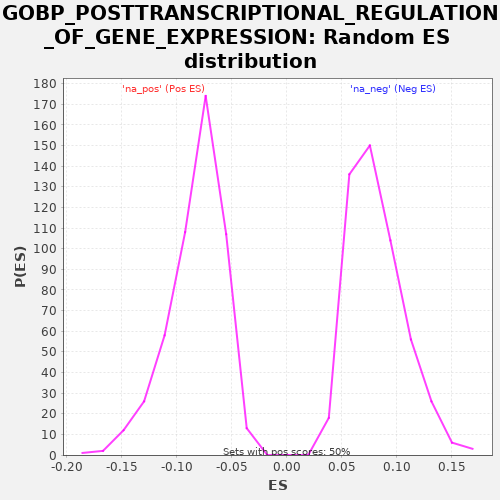 GOBP_POSTTRANSCRIPTIONAL_REGULATION
_OF_GENE_EXPRESSION: Random ES
distribution
'na_pos' (Pos ES)
'na_neg' (Neg ES)
180
170
160
150
140
130
120
110
100
90
80
70
60
50
40
30
20
10
0
P(ES)
Sets with pos scores: 50%
-0.20 -0.15 -0.10 -0.05 0.00 0.05 0.10 0.15
ES